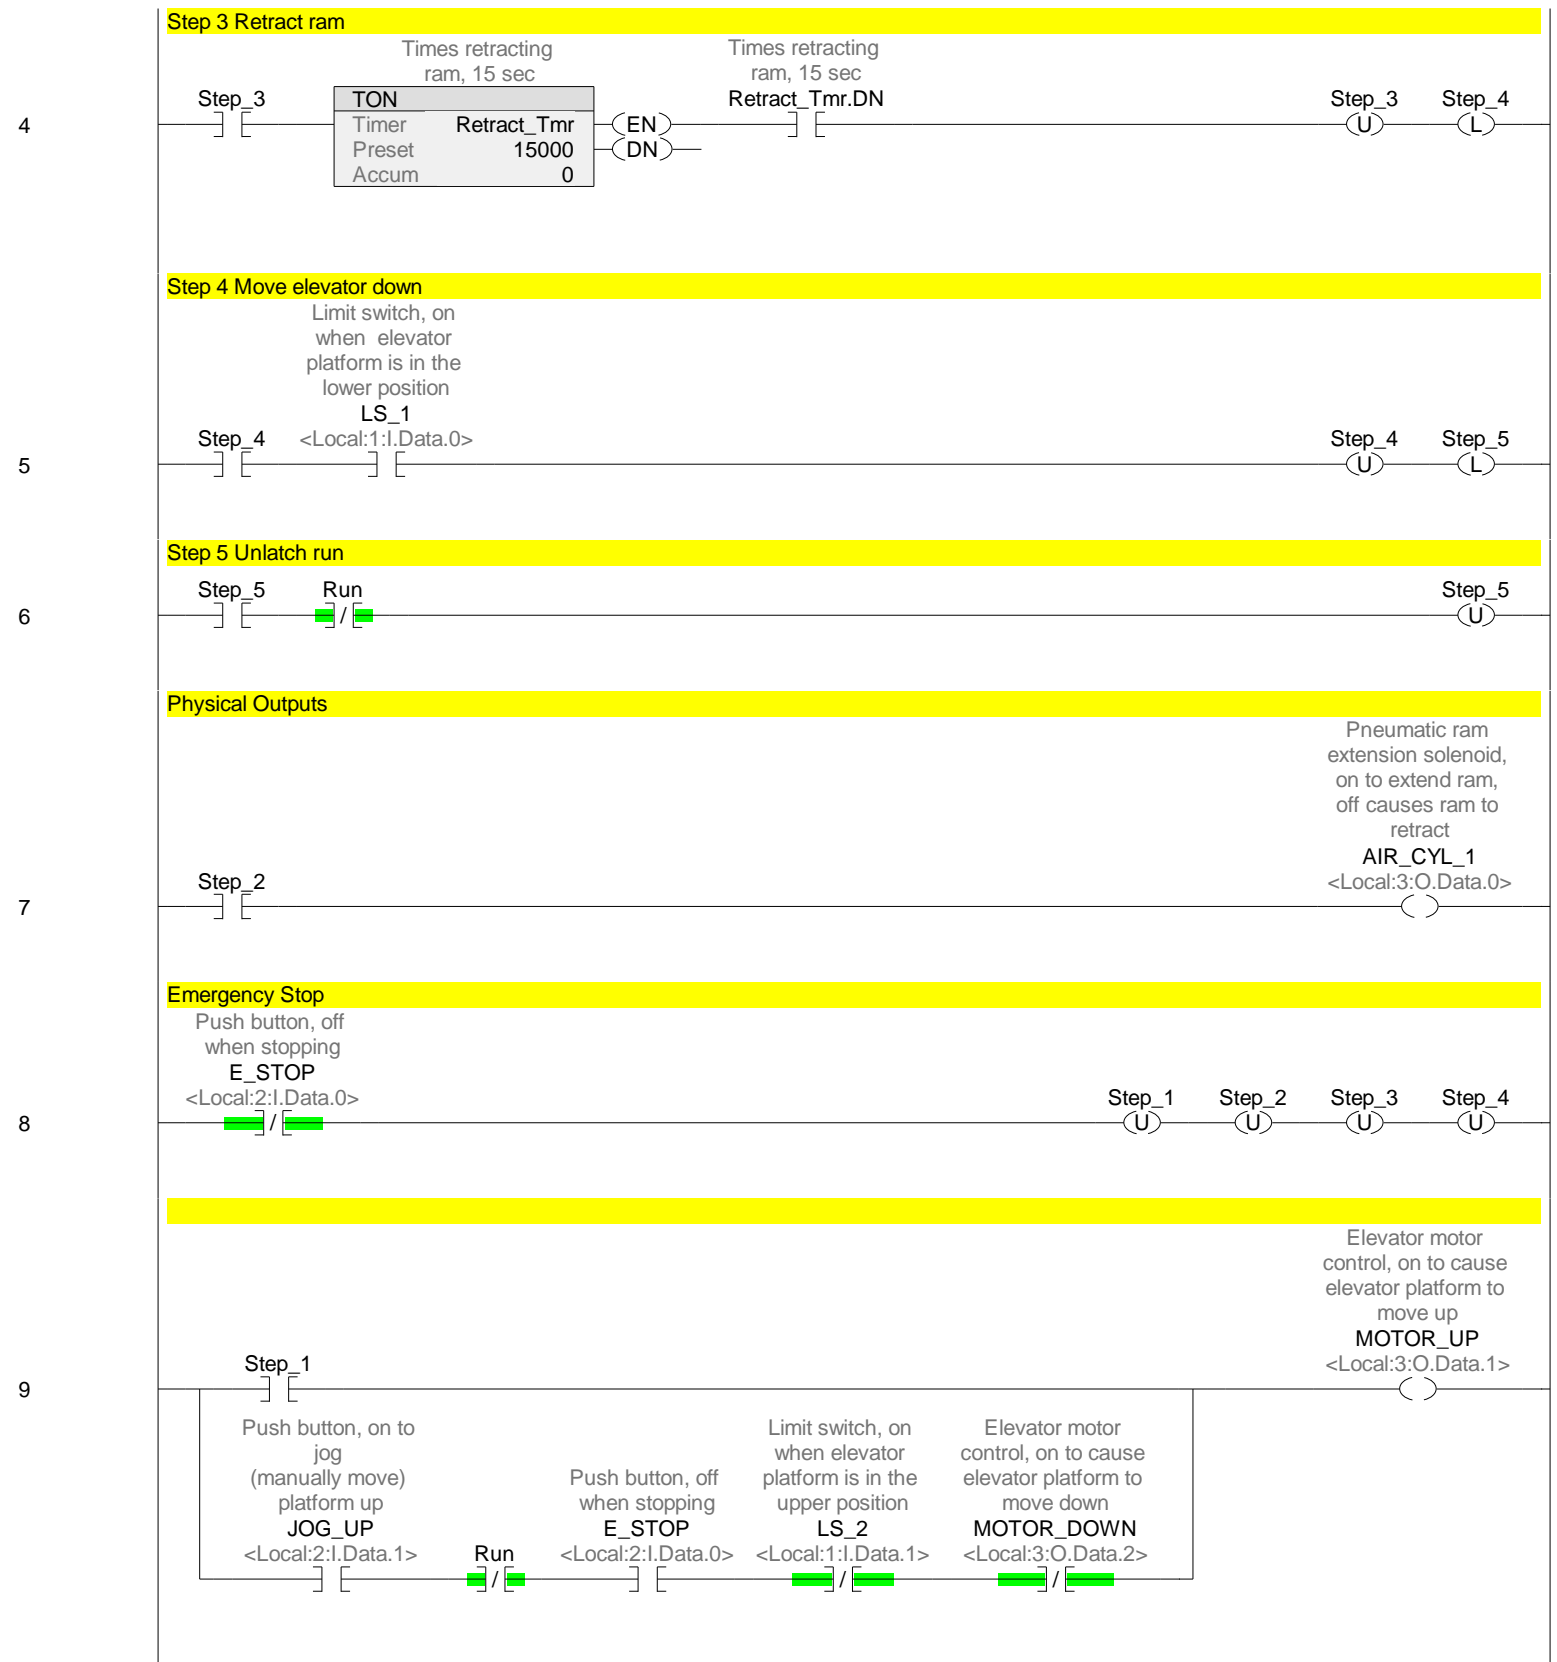 Step 3 Retract ram
Times retracting
ram, 15 sec
Times retracting
ram, 15 sec
Step_3
TON
Retract_Tmr.DN
Step_3
Step_4
4
Timer
Retract_Tmr
EN
U
L
Preset
15000
DN
Accum
0
Step 4 Move elevator down
Limit switch, on
when elevator
platform is in the
lower position
LS_1
Step_4
<Local:1:I.Data.0>
Step_4
Step_5
5
U
L
Step 5 Unlatch run
Step_5
Run
Step_5
6
/
U
Physical Outputs
Pneumatic ram
extension solenoid,
on to extend ram,
off causes ram to
retract
AIR_CYL_1
Step_2
<Local:3:O.Data.0>
7
Emergency Stop
Push button, off
when stopping
E_STOP
<Local:2:I.Data.0>
Step_1
Step_2
Step_3
Step_4
8
/
U
U
U
U
Elevator motor
control, on to cause
elevator platform to
move up
MOTOR_UP
Step_1
<Local:3:O.Data.1>
9
Push button, on to
jog
(manually move)
platform up
JOG_UP
<Local:2:I.Data.1>
Run
/
Push button, off
when stopping
E_STOP
<Local:2:I.Data.0>
Limit switch, on
when elevator
platform is in the
upper position
LS_2
<Local:1:I.Data.1>
/
Elevator motor
control, on to cause
elevator platform to
move down
MOTOR_DOWN
<Local:3:O.Data.2>
/